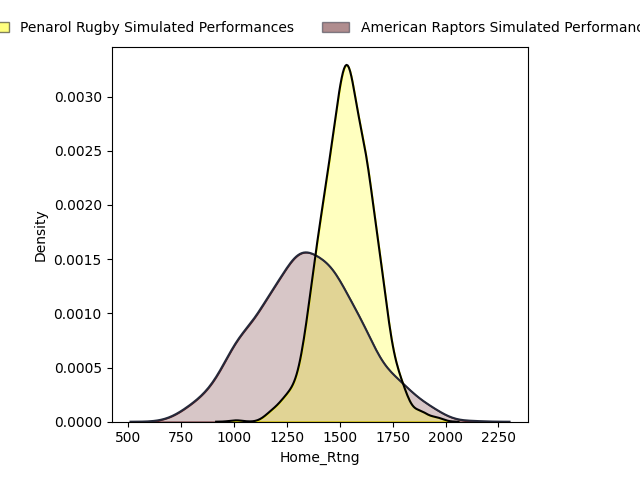 Penarol Rugby Simulated Performances American Raptors Simulated Performanc
0.0030
0.0025
0.0020
0.0015
0.0010
0.0005
0.0000
Density
500 750 1000 1250 1500 1750 2000 2250
Home_Rtng